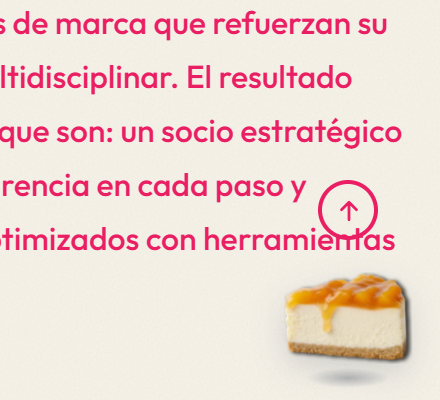 de marca que refuerzan su
ltidisciplinar. El resultado
que son: un socio estratégico
rencia en cada paso y
timizados con herramientas